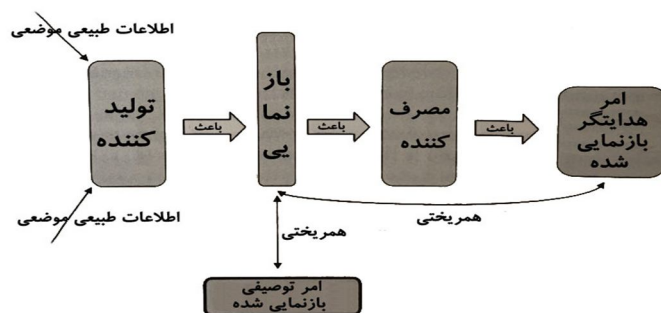 اطلاعات طبیعی موضعی
تولید
کننده
باعث
باز
نما
یی
باعث
مصرف
کننده
باعث
امر
هدایتگر
بازنمایی
شده
اطلاعات طبیعی موضعی
همریختی
همریختی
امر توصیفی
بازنمایی شده